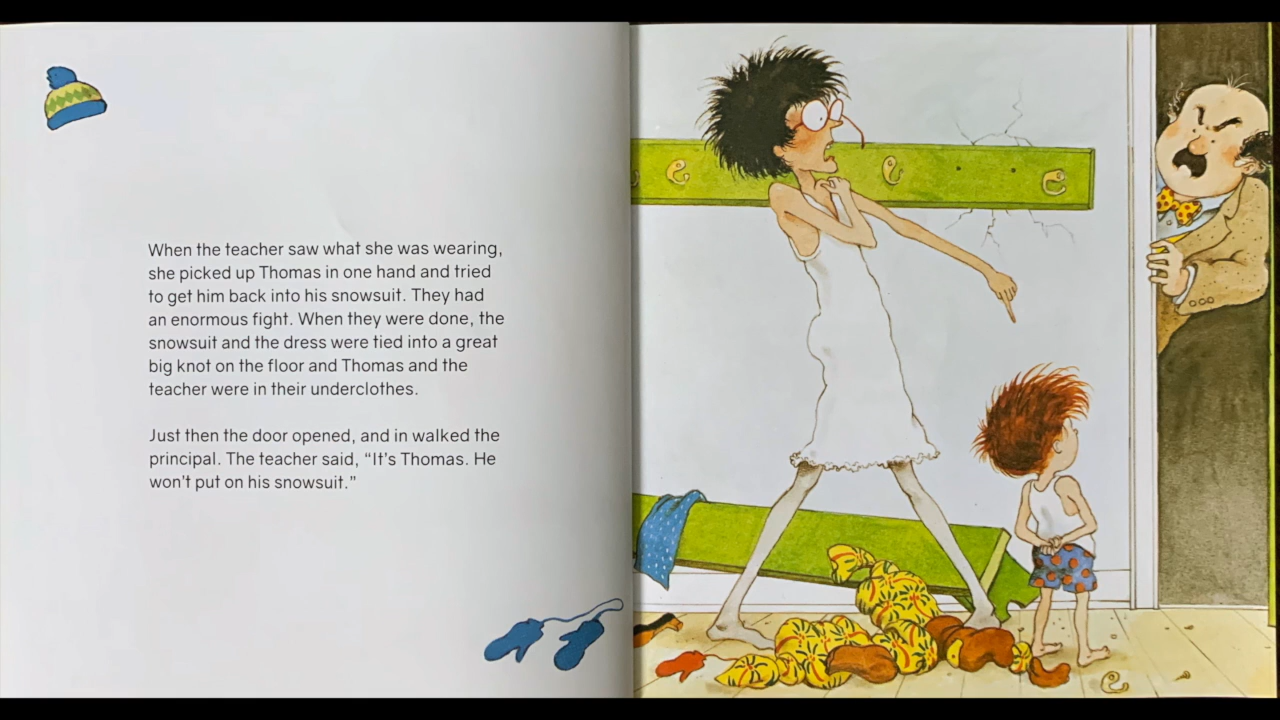 When the teacher saw what she was wearing,
she picked up Thomas in one hand and tried
to get him back into his snowsuit. They had
an enormous fight. When they were done, the
snowsuit and the dress were tied into a great
big knot on the floor and Thomas and the
teacher were in their underclothes.
Just then the door opened, and in walked the
principal. The teacher said, “It’s Thomas. He
won’t put on his snowsuit.”